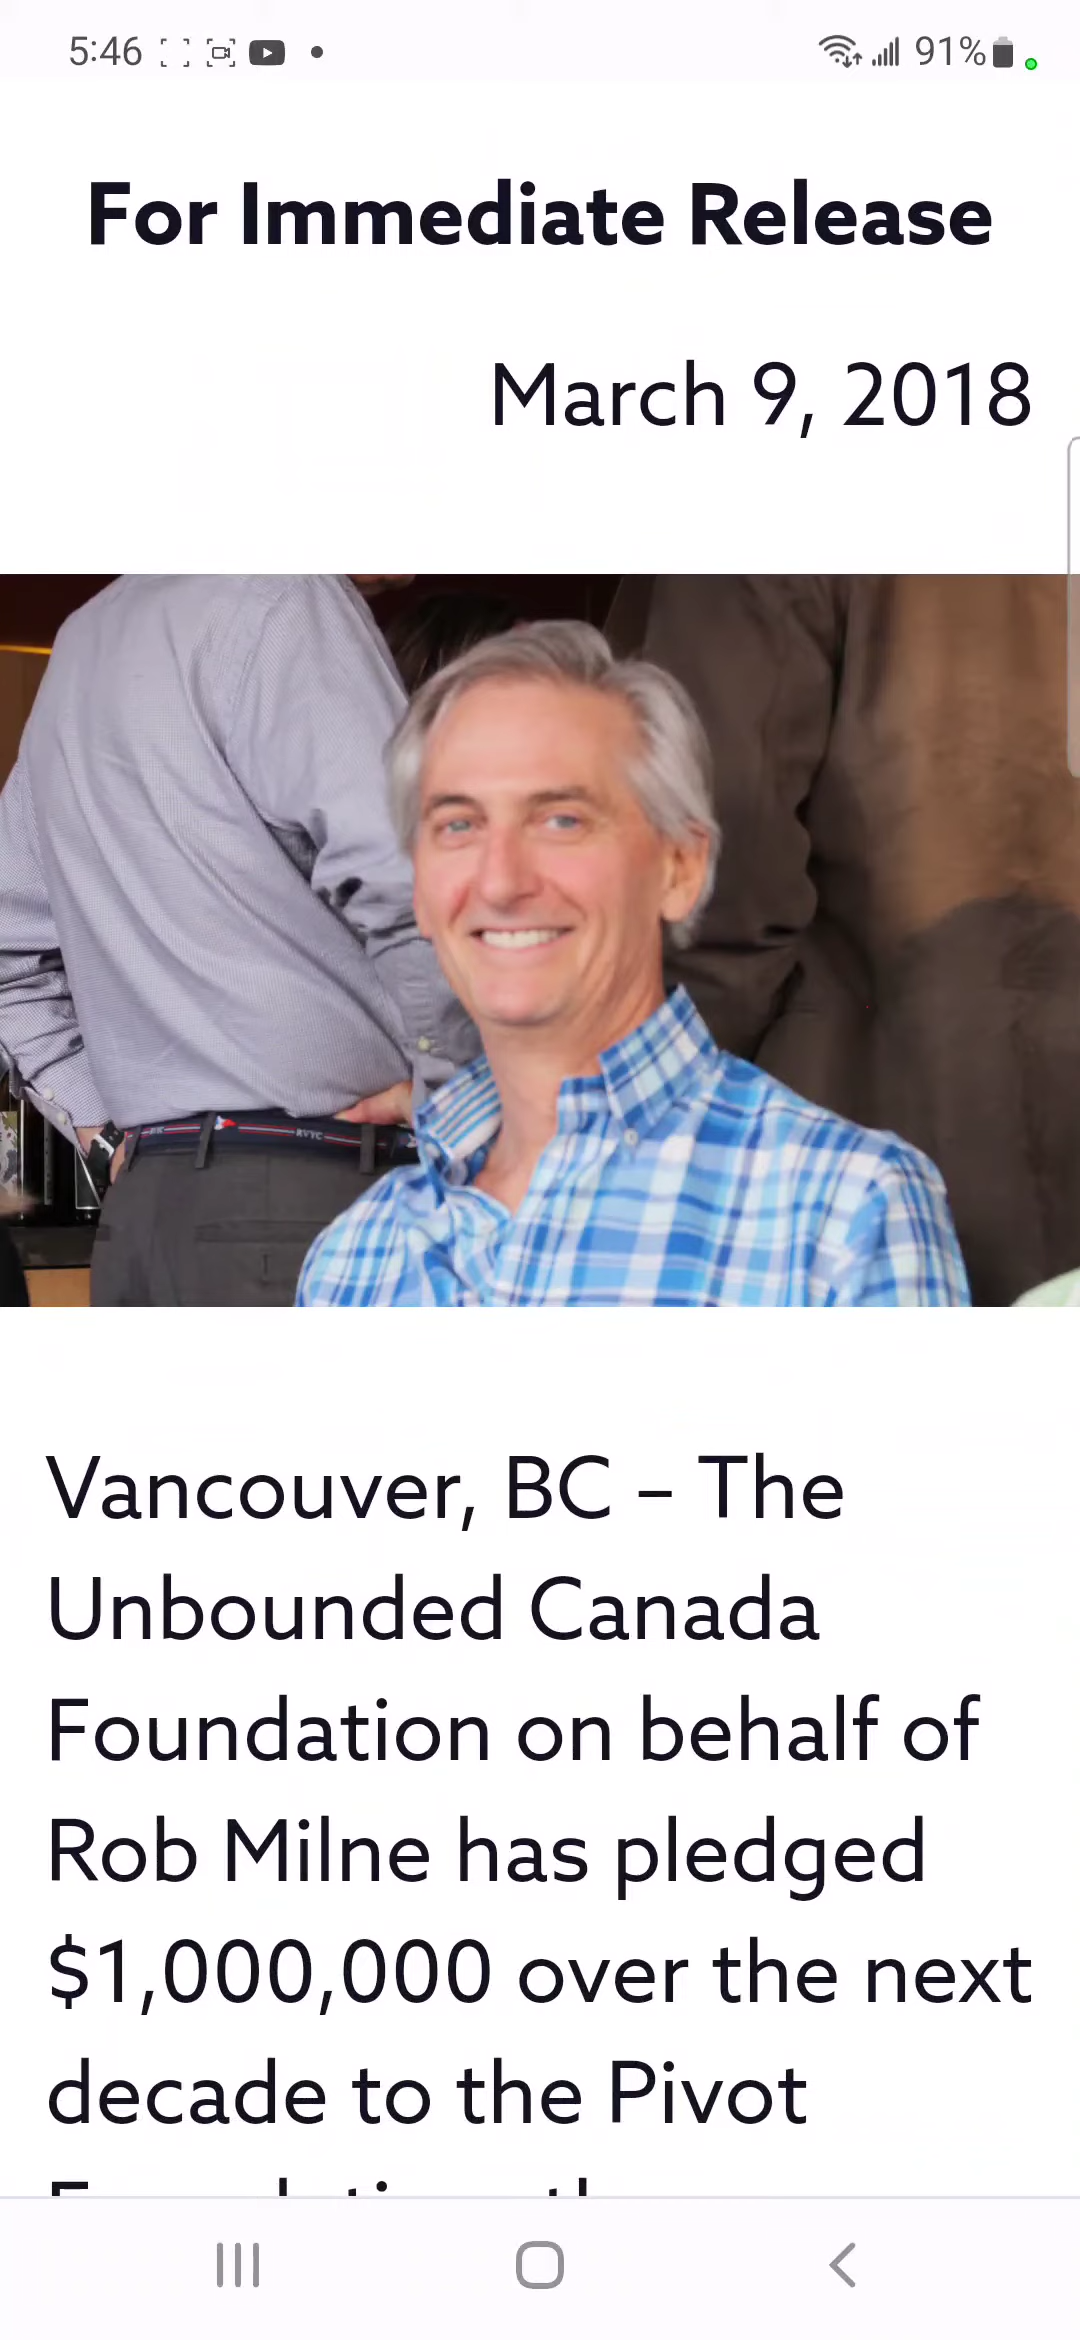 5:46
91%
For Immediate Release
March 9, 2018
RVYC
Vancouver, BC – The
Unbounded Canada
Foundation on behalf of
Rob Milne has pledged
$1,000,000 over the next
decade to the Pivot